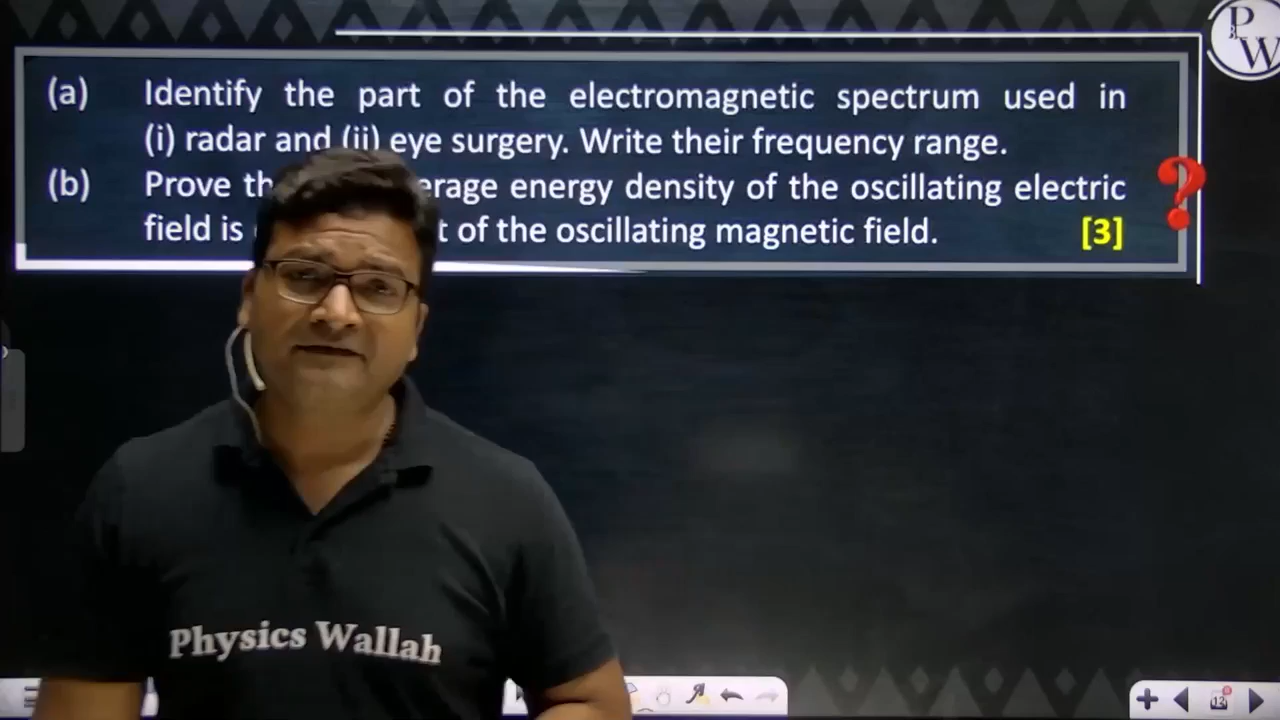 P
W
(a) Identify the part of the electromagnetic spectrum used in
(i) radar and (ii) eye surgery. Write their frequency range.
(b) Prove th erage energy density of the oscillating electric
field is t of the oscillating magnetic field. [3]
?
Physics Wallah
13